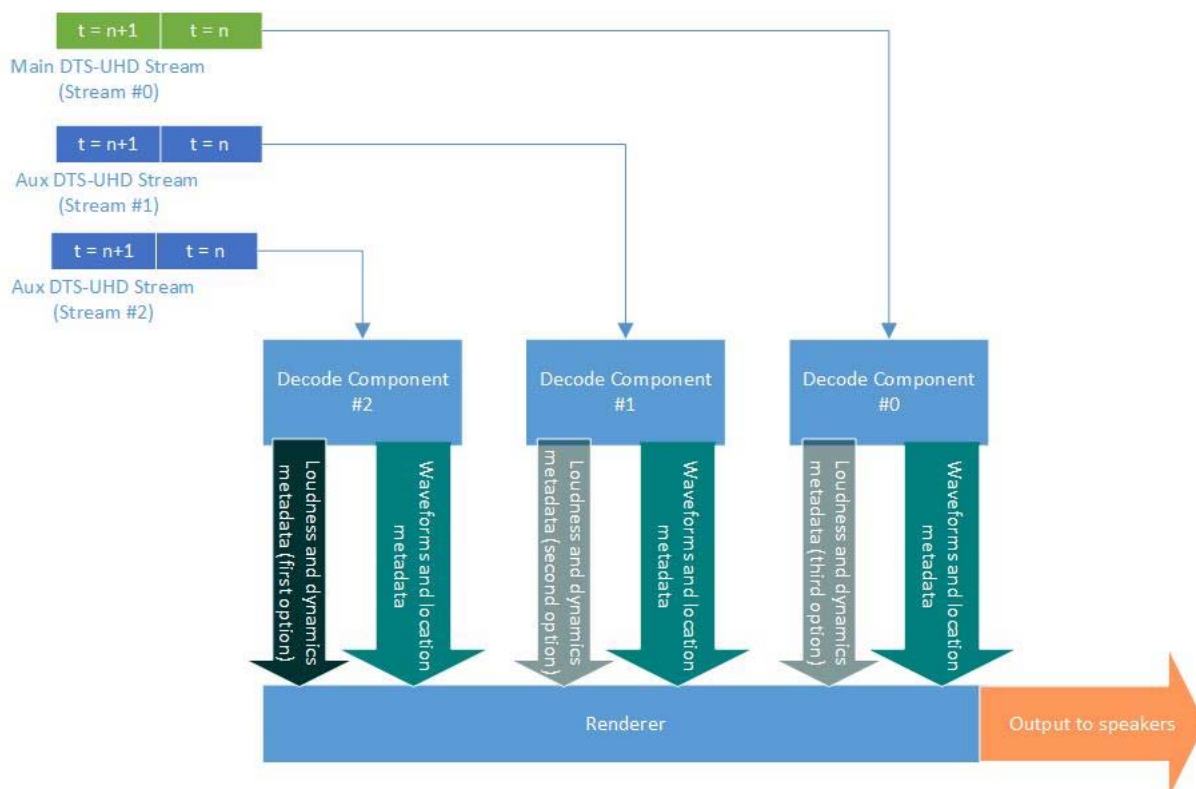 t = n+1 t = n
Main DTS-UHD Stream
(Stream #0)
t = n+1 t = n
Aux DTS-UHD Stream
(Stream #1)
t = n+1 t = n
Aux DTS-UHD Stream
(Stream #2)
Decode Component
#2
Decode Component
#1
Decode Component
#0
Loudness and dynamics
metadata (first option)
Waveforms and location
metadata
Loudness and dynamics
metadata (second option)
Waveforms and location
metadata
Loudness and dynamics
metadata (third option)
Waveforms and location
metadata
Renderer
Output to speakers